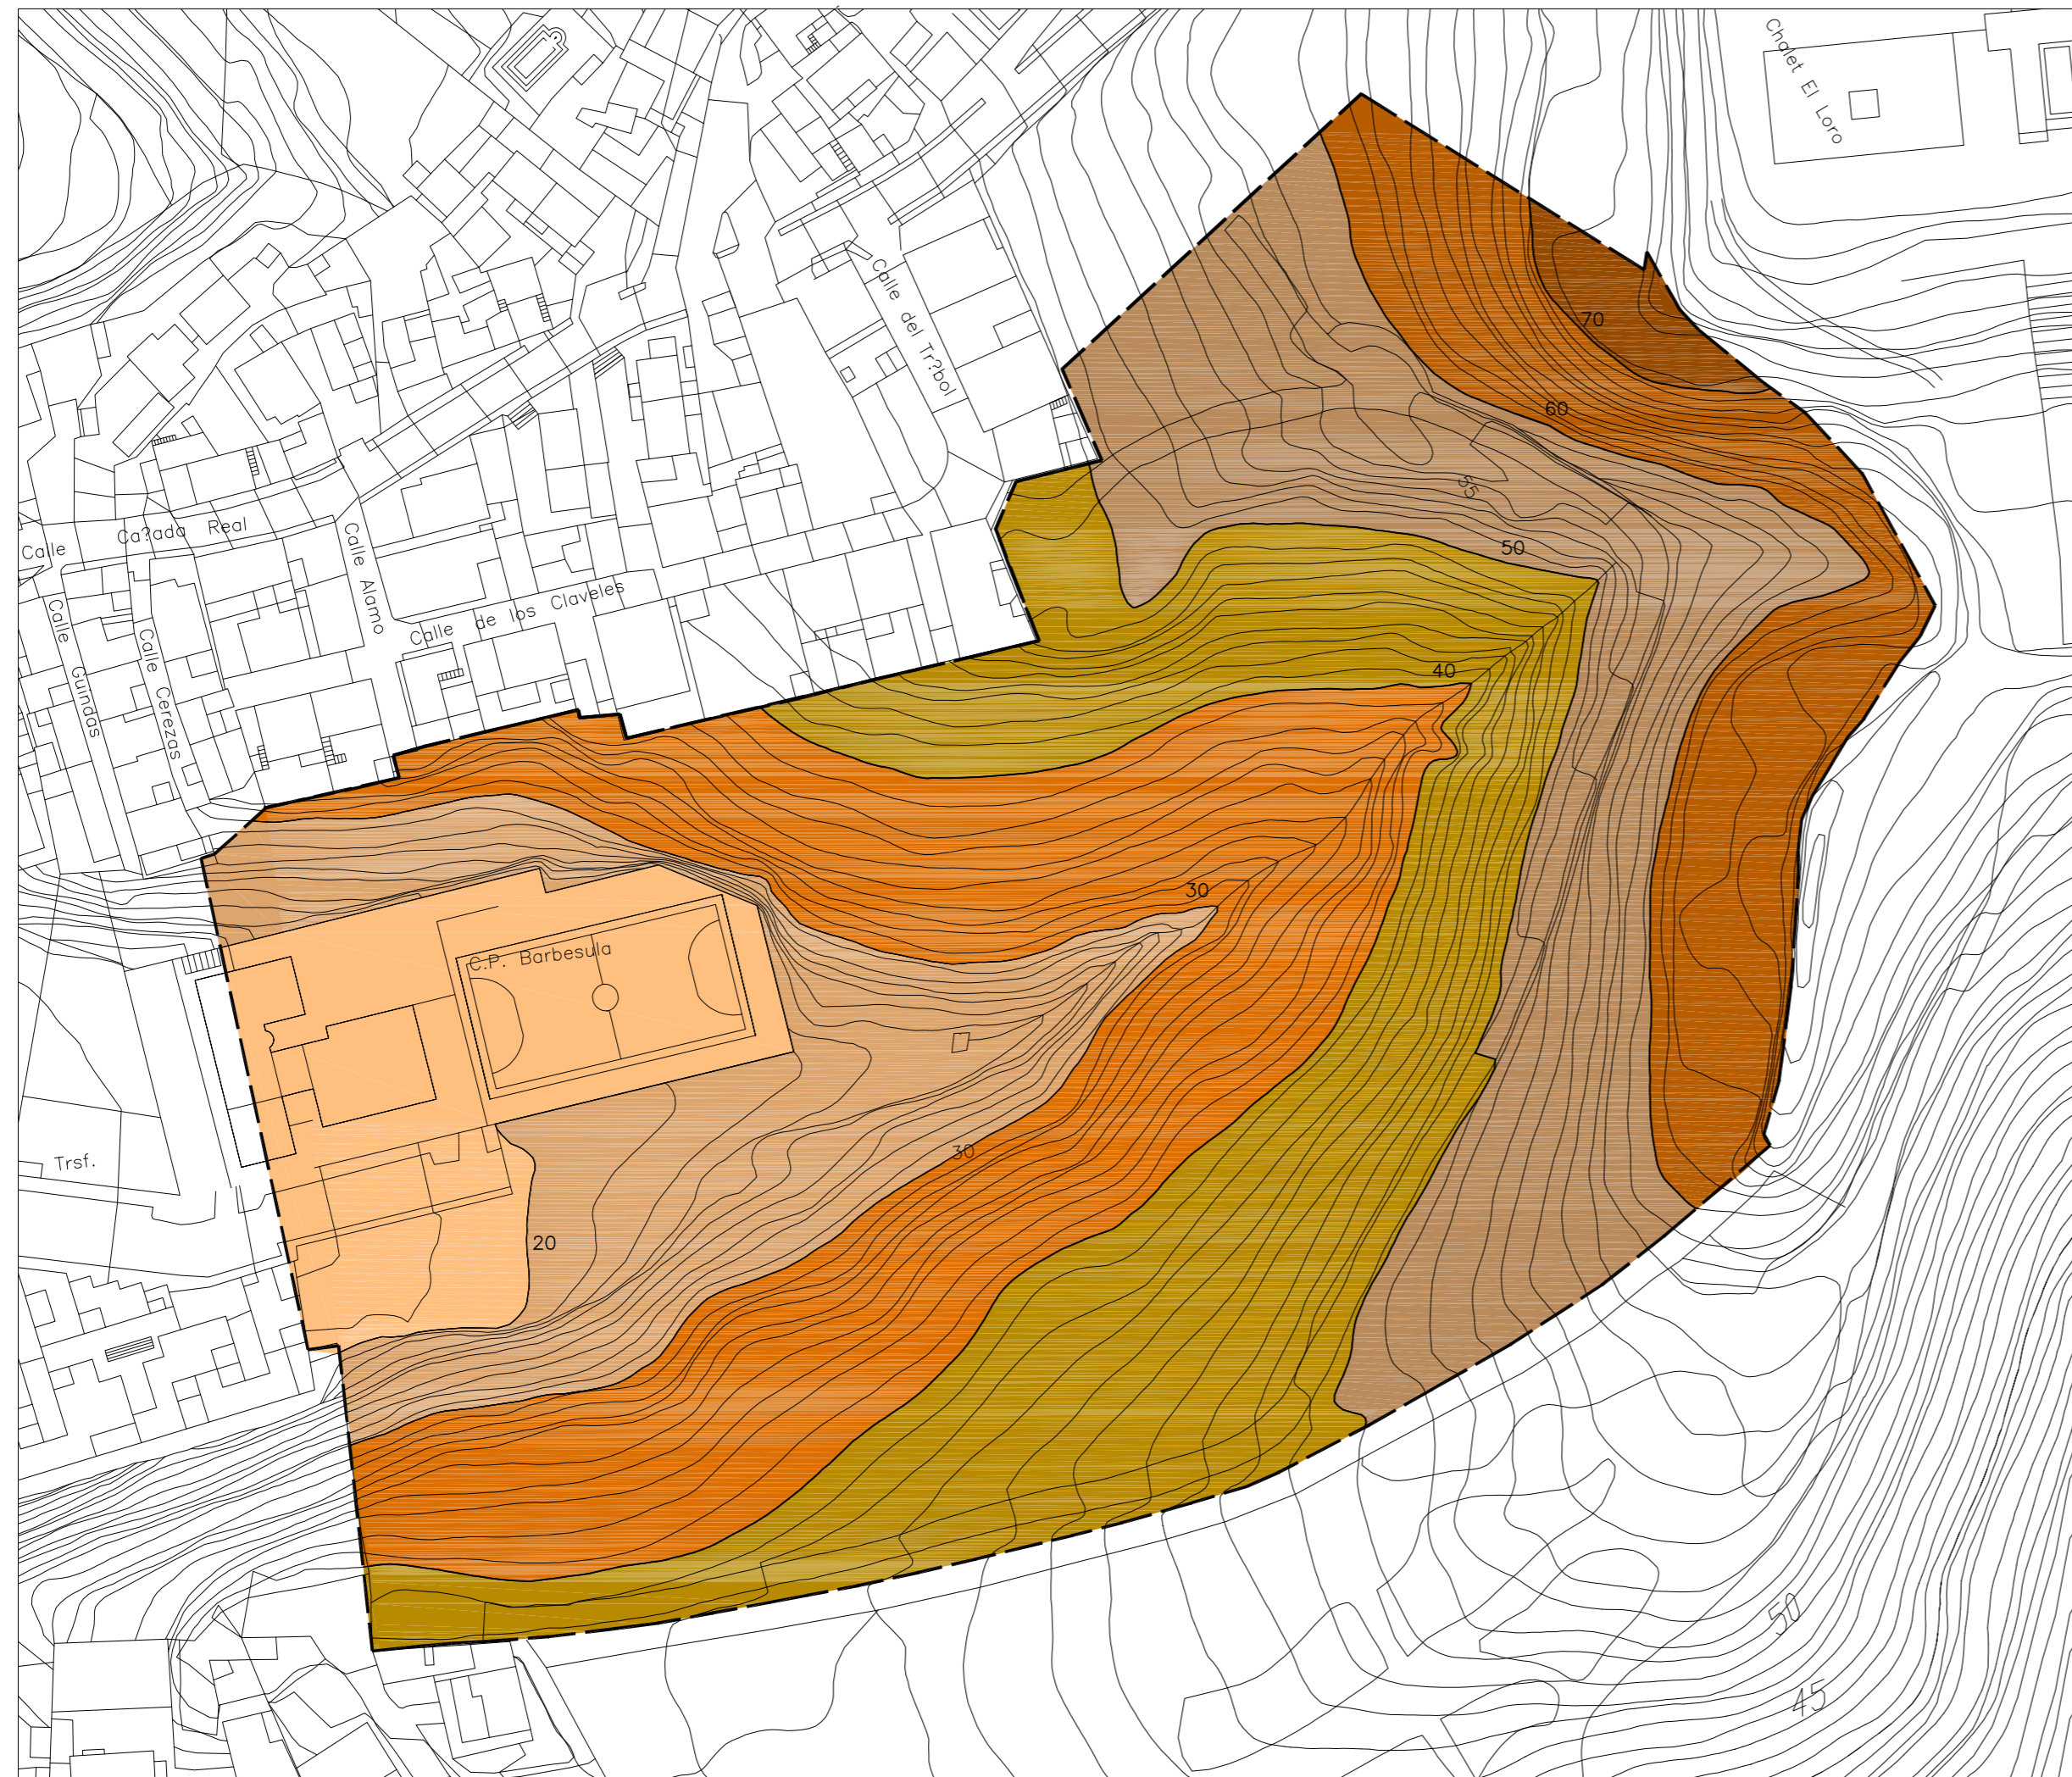 Chalet El Loro
Calle del Tr?bol
70
60
55
50
Calle
Ca?ada Real
Calle Alamo
Calle de los Claveles
Calle Guindas
Calle Cerezas
40
30
C.P. Barbesula
30
Trsf.
20
50
45